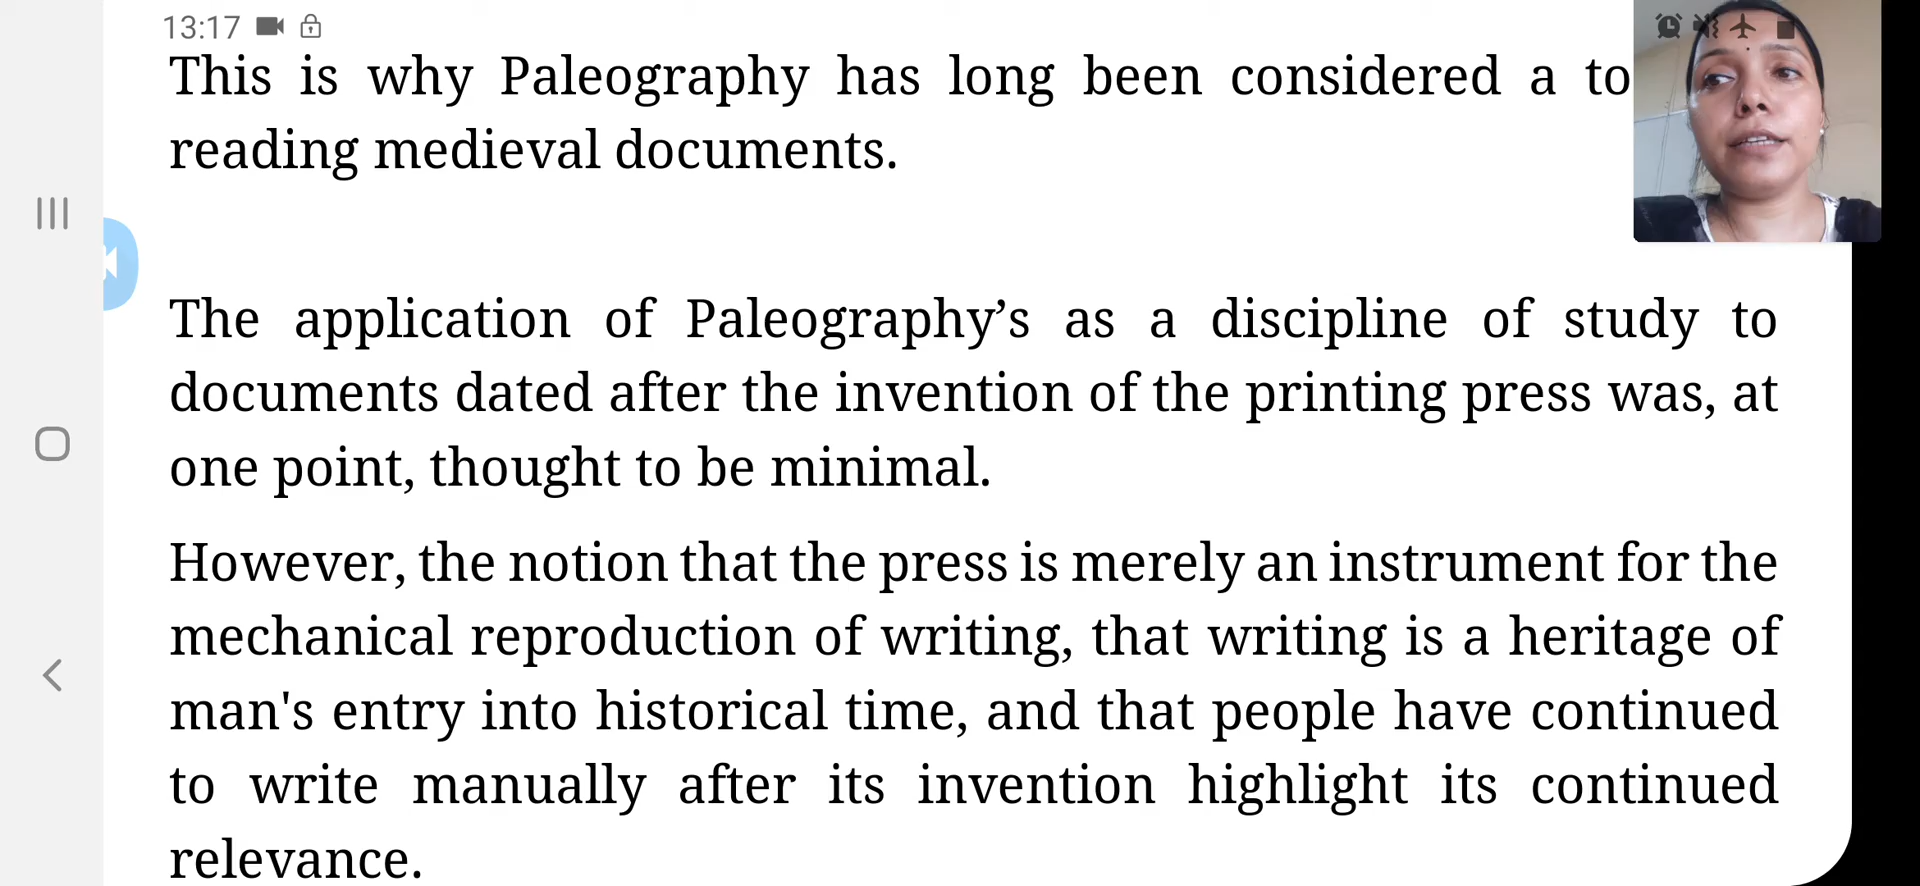 13:17
This is why Paleography has long been considered a to
reading medieval documents.
The application of Paleography’s as a discipline of study to
documents dated after the invention of the printing press was, at
one point, thought to be minimal.
However, the notion that the press is merely an instrument for the
mechanical reproduction of writing, that writing is a heritage of
man's entry into historical time, and that people have continued
to write manually after its invention highlight its continued
relevance.